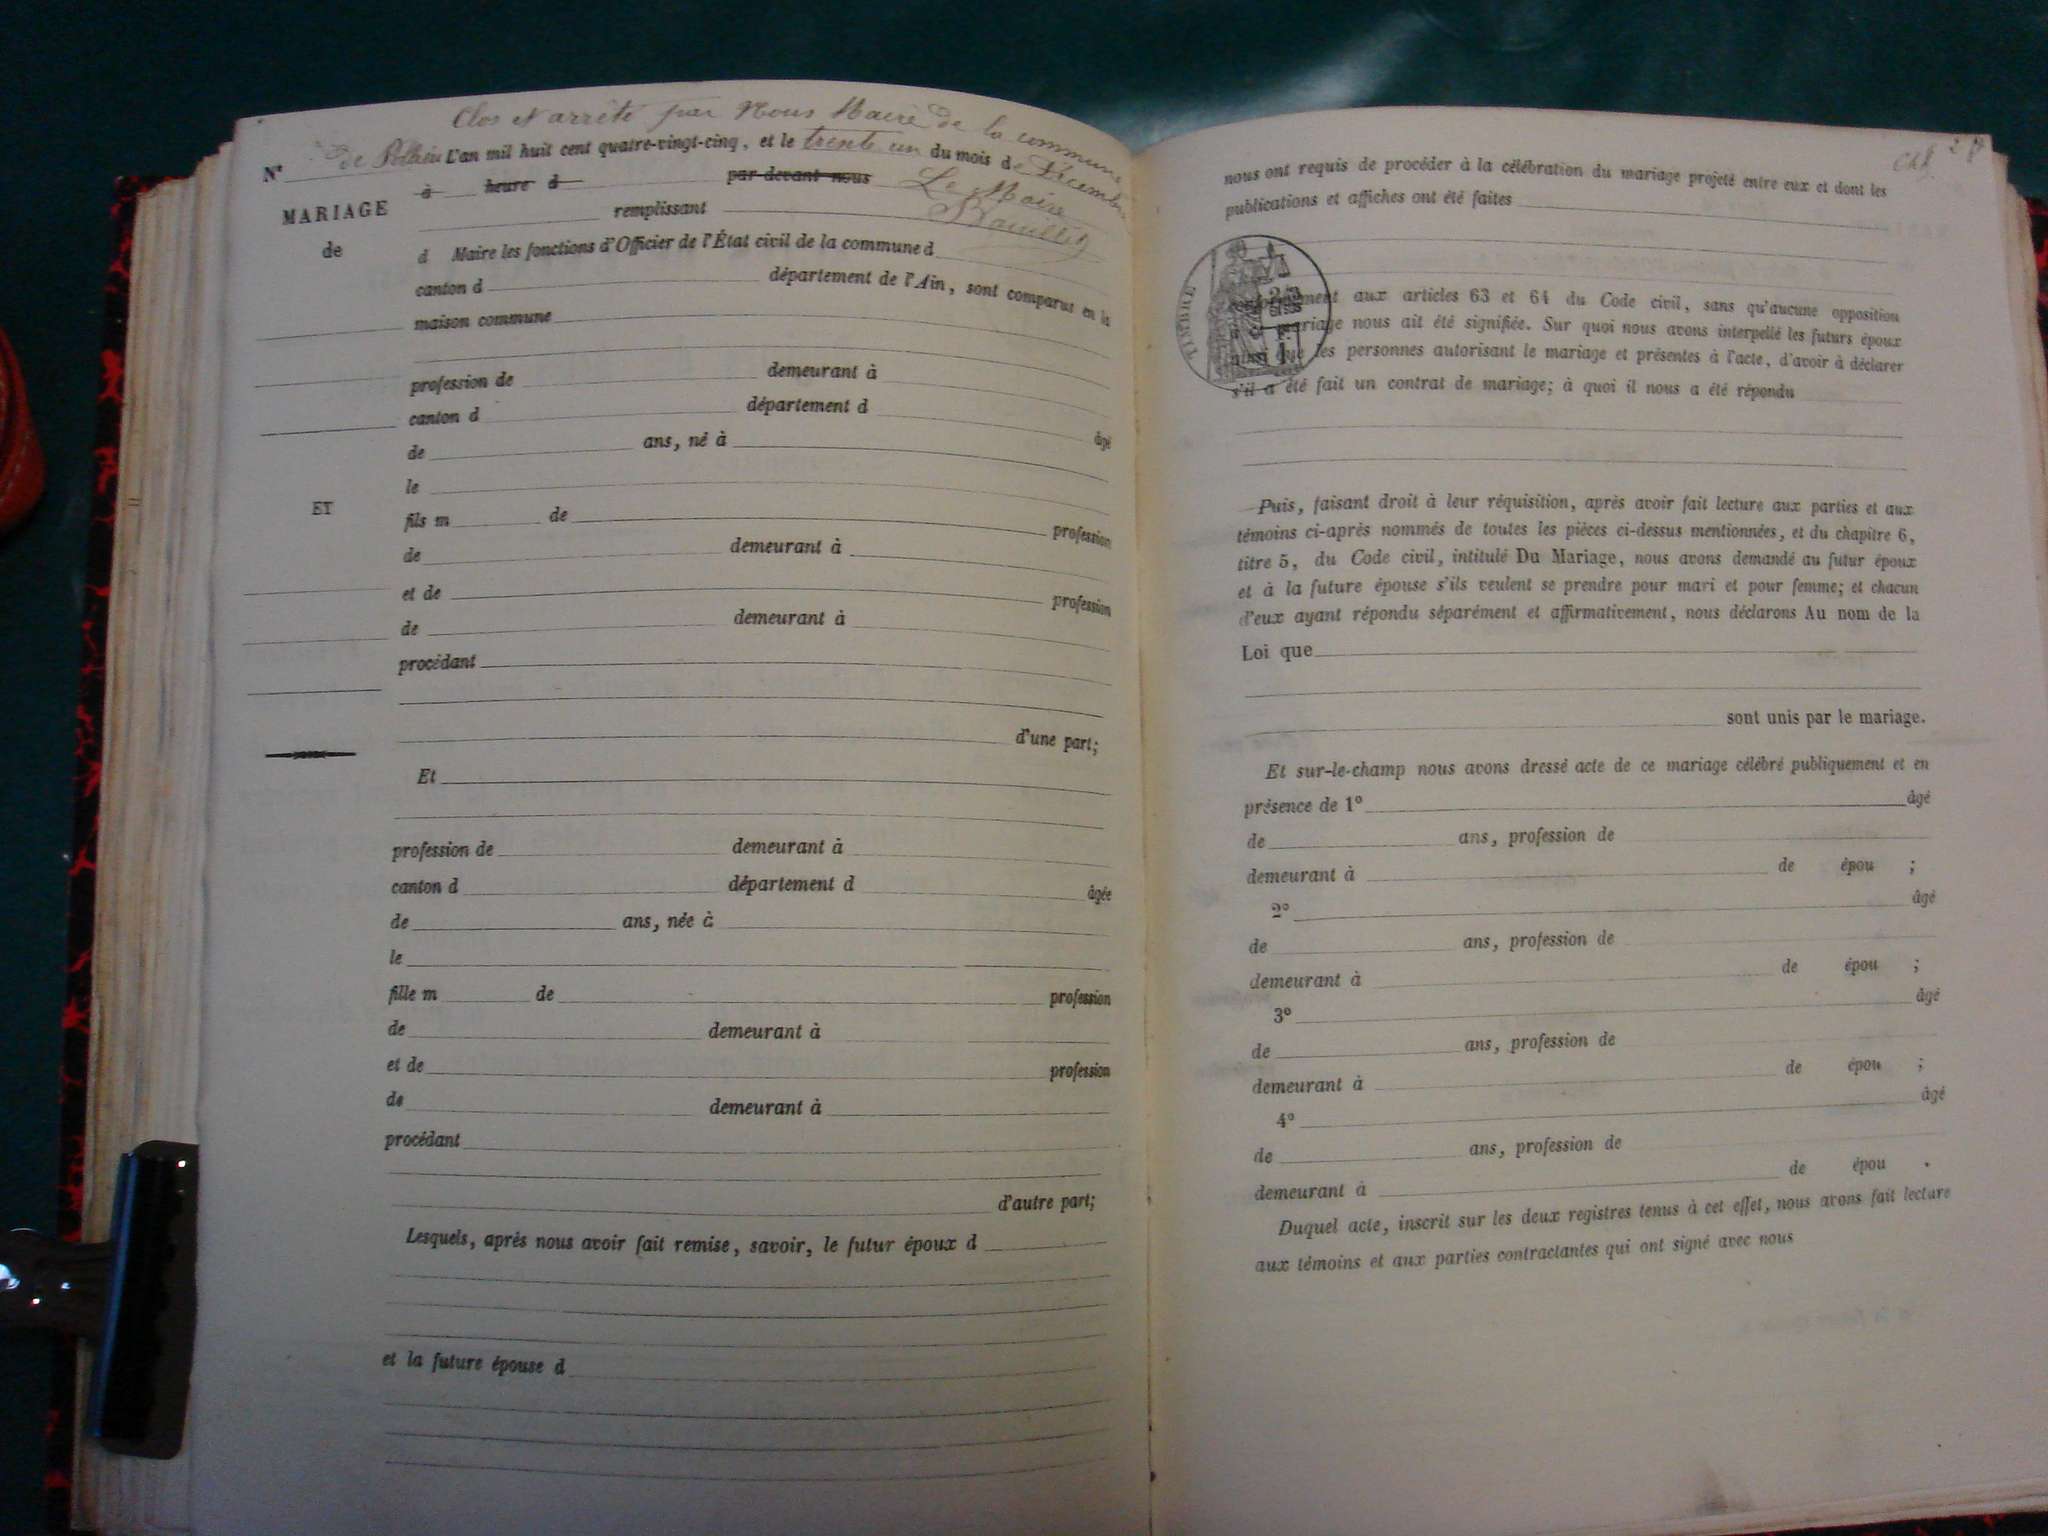 Clos et arrêté par Nous Maire de la commune
N° de Pollieu L'an mil huit cent quatre-vingt-cinq, et le trente un du mois de Décembre
à heure d par devant nous Le Maire
MARIAGE
remplissant
de
d Maire les fonctions d'Officier de l'État civil de la commune d
canton d département de l'Ain, sont comparus en la
maison commune
profession de demeurant à
canton d département d
âgé
de ans, né à
le
ET
fils m de profession
de demeurant à
et de profession
de demeurant à
procédant
d'une part;
Et
profession de demeurant à
canton d département d âgée
de ans, née à
le
fille m de profession
de demeurant à
et de profession
de demeurant à
procédant
d'autre part;
Lesquels, après nous avoir fait remise, savoir, le futur époux d
et la future épouse d
nous ont requis de procéder à la célébration du mariage projeté entre eux et dont les
publications et affiches ont été faites
TIMBRE
aux articles 63 et 64 du Code civil, sans qu'aucune opposition
mariage nous ait été signifiée. Sur quoi nous avons interpellé les futurs époux
ainsi que les personnes autorisant le mariage et présentes à l'acte, d'avoir à déclarer
s'il a été fait un contrat de mariage; à quoi il nous a été répondu
Puis, faisant droit à leur réquisition, après avoir fait lecture aux parties et aux
témoins ci-après nommés de toutes les pièces ci-dessus mentionnées, et du chapitre 6,
titre 5, du Code civil, intitulé Du Mariage, nous avons demandé au futur époux
et à la future épouse s'ils veulent se prendre pour mari et pour femme; et chacun
d'eux ayant répondu séparément et affirmativement, nous déclarons Au nom de la
Loi que
sont unis par le mariage.
Et sur-le-champ nous avons dressé acte de ce mariage célébré publiquement et en
présence de 1° âgé
de ans, profession de
demeurant à de épou ;
2° âgé
de ans, profession de
demeurant à de épou ;
3° âgé
de ans, profession de
demeurant à de épou ;
4° âgé
de ans, profession de
demeurant à de épou .
Duquel acte, inscrit sur les deux registres tenus à cet effet, nous avons fait lecture
aux témoins et aux parties contractantes qui ont signé avec nous